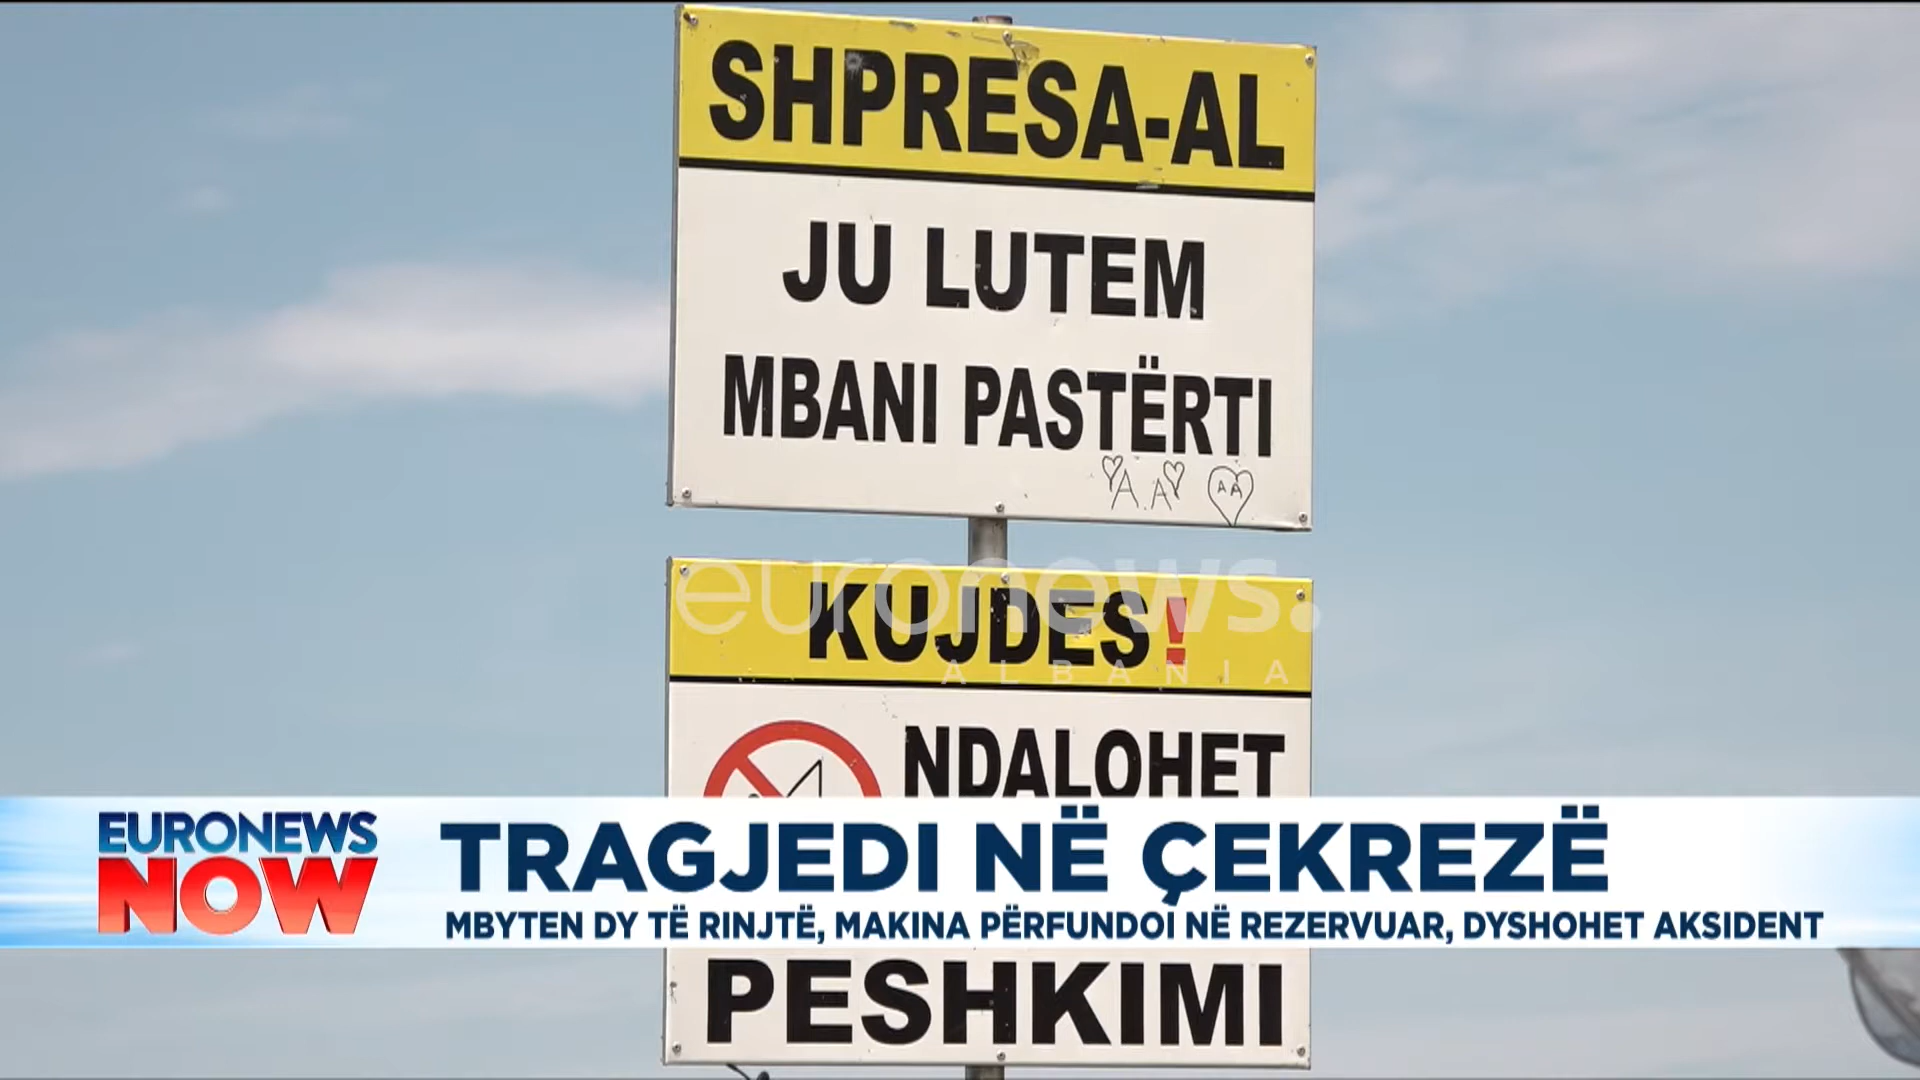 SHPRESA-AL
JU LUTEM
MBANI PASTËRTI
A.A
AA
euronews.
ALBANIA
KUJDES!
NDALOHET
EURONEWS
NOW
TRAGJEDI NË ÇEKREZË
MBYTEN DY TË RINJTË, MAKINA PËRFUNDOI NË REZERVUAR, DYSHOHET AKSIDENT
PESHKIMI